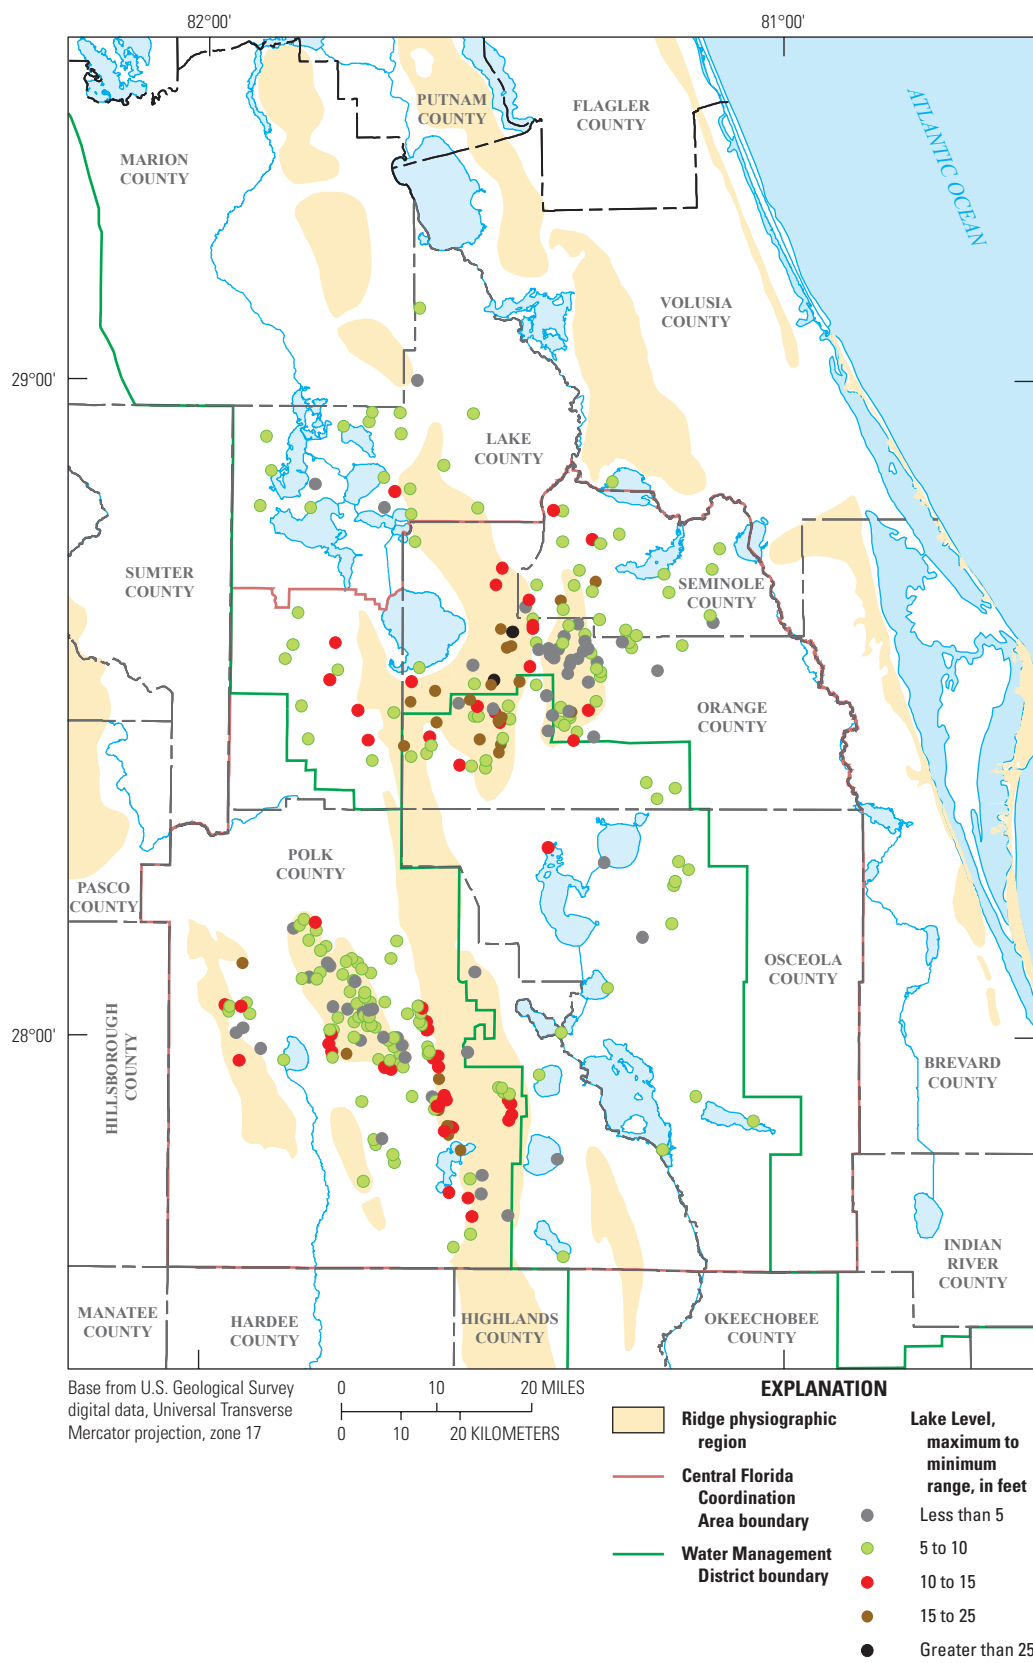 82°00'
81°00'
PUTNAM
COUNTY
FLAGLER
COUNTY
MARION
COUNTY
ATLANTIC OCEAN
VOLUSIA
COUNTY
29°00'
LAKE
COUNTY
SUMTER
COUNTY
SEMINOLE
COUNTY
ORANGE
COUNTY
POLK
COUNTY
PASCO
COUNTY
OSCEOLA
COUNTY
28°00'
HILLSBOROUGH
COUNTY
BREVARD
COUNTY
INDIAN
RIVER
COUNTY
MANATEE
COUNTY
HARDEE
COUNTY
HIGHLANDS
COUNTY
OKEECHOBEE
COUNTY
Base from U.S. Geological Survey
digital data, Universal Transverse
Mercator projection, zone 17
0 10 20 MILES
0 10 20 KILOMETERS
EXPLANATION
Ridge physiographic
region
Central Florida
Coordination
Area boundary
Water Management
District boundary
Lake Level,
maximum to
minimum
range, in feet
Less than 5
5 to 10
10 to 15
15 to 25
Greater than 25